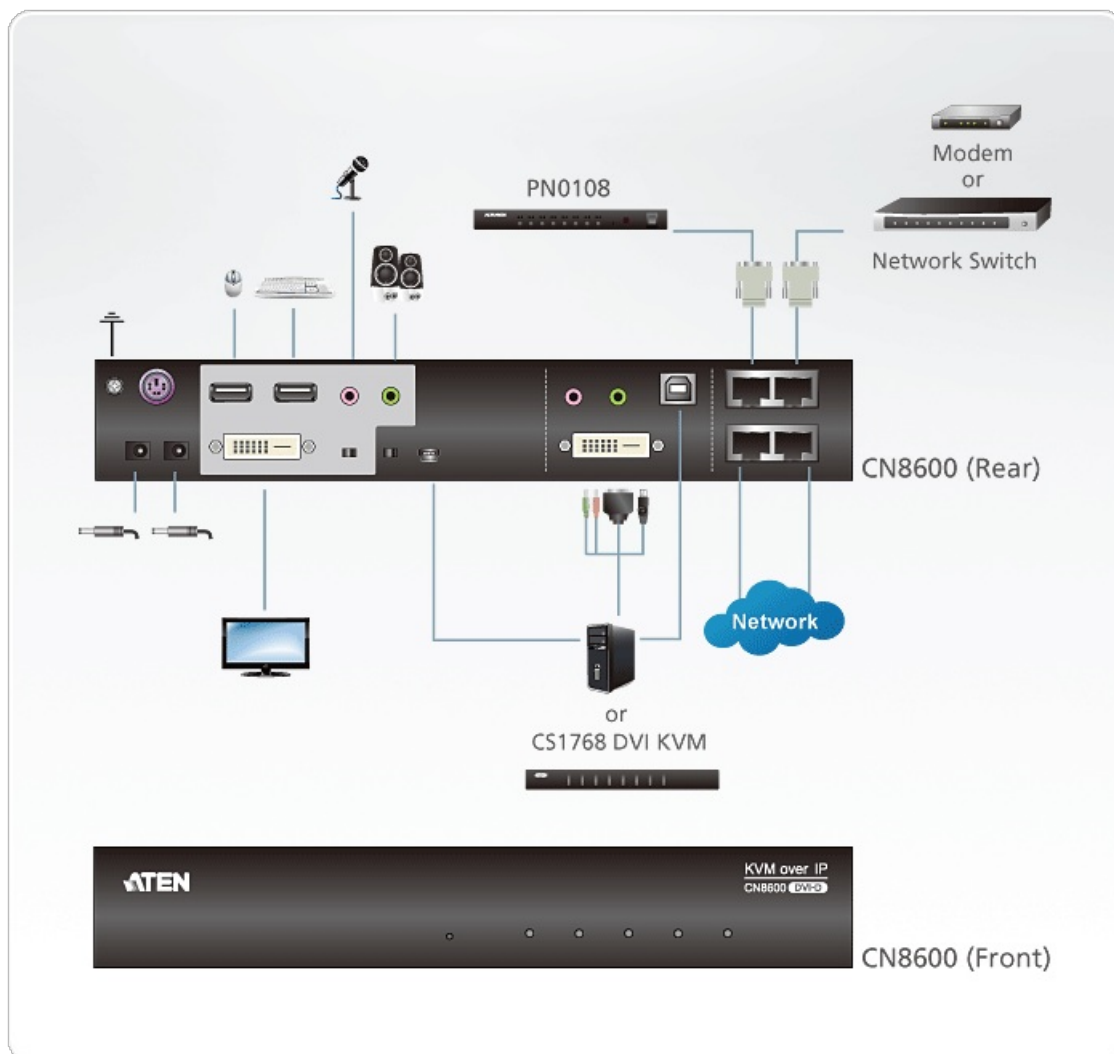 Modem
or
Network Switch
PN0108
CN8600 (Rear)
Network
or
CS1768 DVI KVM
ATEN
KVM over IP
CN8600 DVI-D
CN8600 (Front)